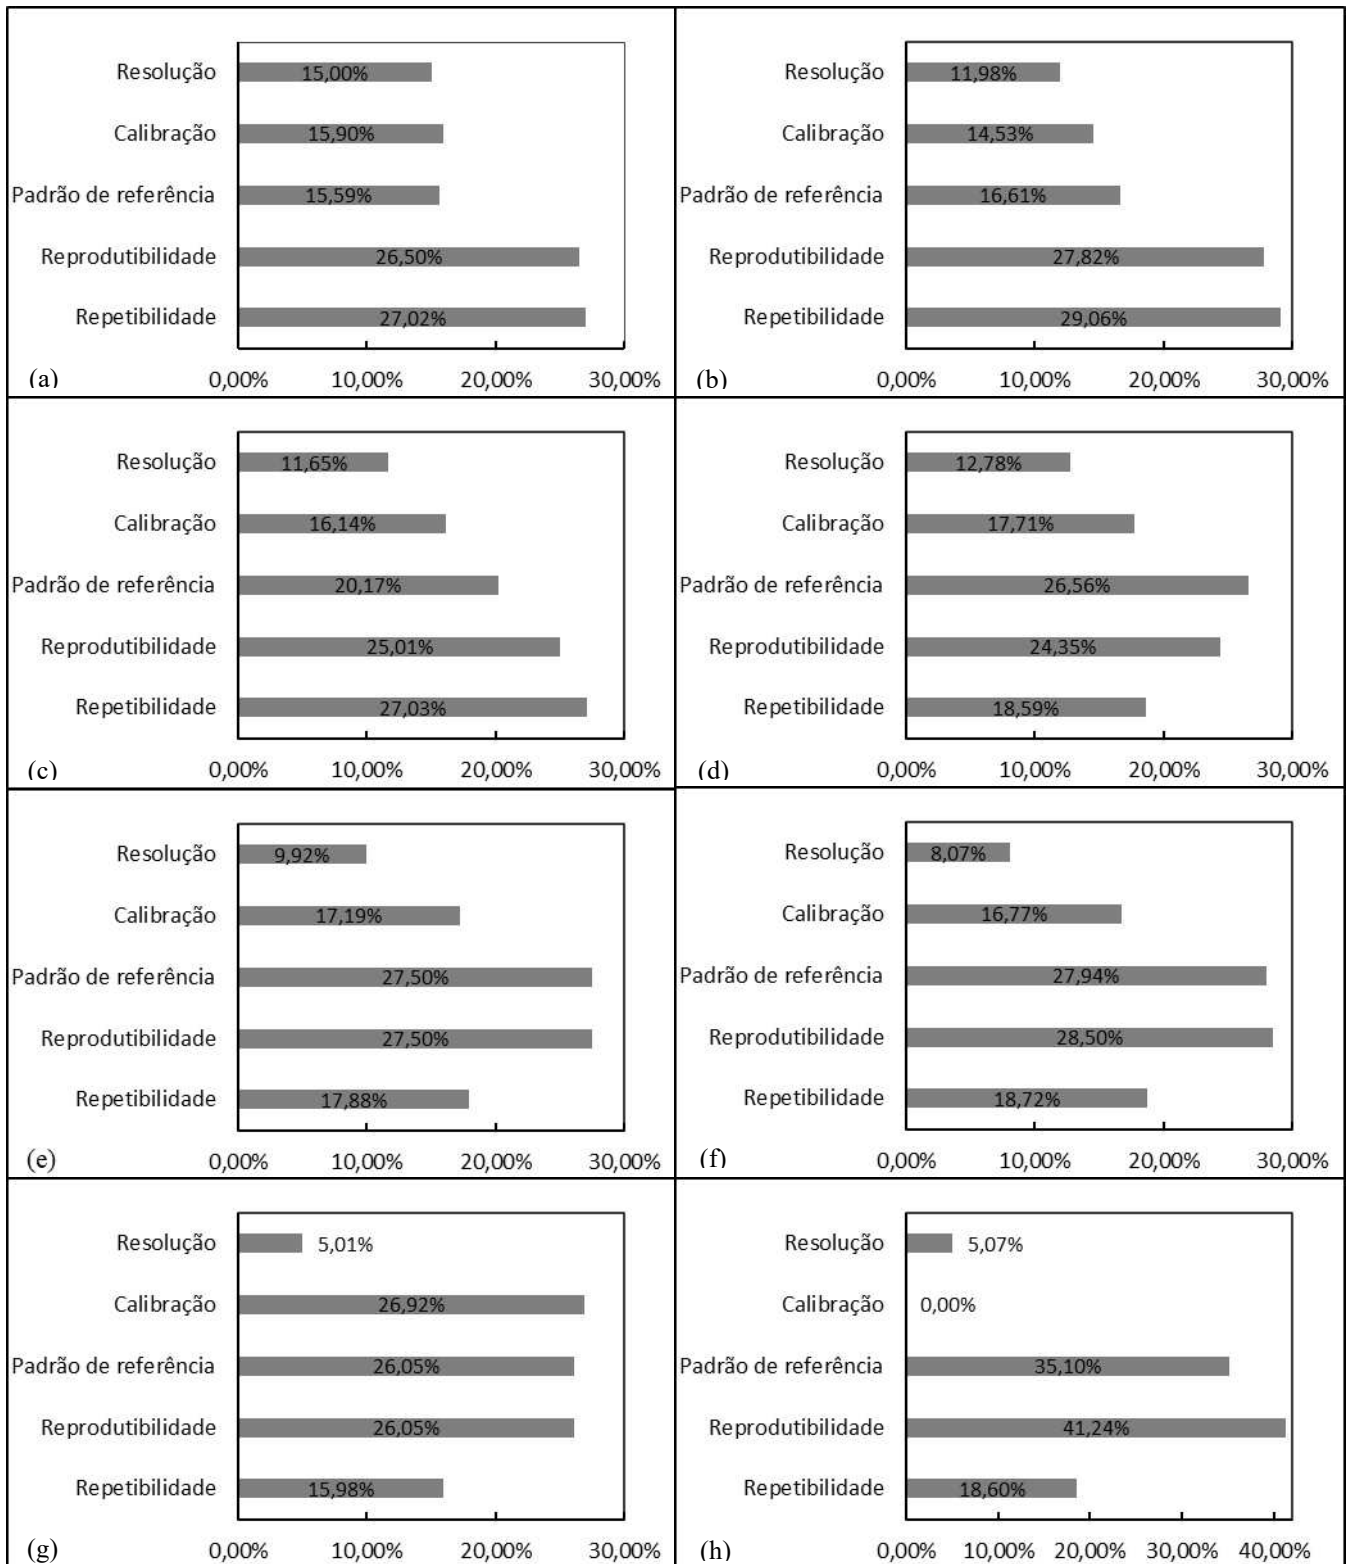 Resolução 15,00%
Calibração 15,90%
Padrão de referência 15,59%
Reprodutibilidade 26,50%
Repetibilidade 27,02%
(a) 0,00% 10,00% 20,00% 30,00%
Resolução 11,98%
Calibração 14,53%
Padrão de referência 16,61%
Reprodutibilidade 27,82%
Repetibilidade 29,06%
(b) 0,00% 10,00% 20,00% 30,00%
Resolução 11,65%
Calibração 16,14%
Padrão de referência 20,17%
Reprodutibilidade 25,01%
Repetibilidade 27,03%
(c) 0,00% 10,00% 20,00% 30,00%
Resolução 12,78%
Calibração 17,71%
Padrão de referência 26,56%
Reprodutibilidade 24,35%
Repetibilidade 18,59%
(d) 0,00% 10,00% 20,00% 30,00%
Resolução 9,92%
Calibração 17,19%
Padrão de referência 27,50%
Reprodutibilidade 27,50%
Repetibilidade 17,88%
(e) 0,00% 10,00% 20,00% 30,00%
Resolução 8,07%
Calibração 16,77%
Padrão de referência 27,94%
Reprodutibilidade 28,50%
Repetibilidade 18,72%
(f) 0,00% 10,00% 20,00% 30,00%
Resolução 5,01%
Calibração 26,92%
Padrão de referência 26,05%
Reprodutibilidade 26,05%
Repetibilidade 15,98%
(g) 0,00% 10,00% 20,00% 30,00%
Resolução 5,07%
Calibração 0,00%
Padrão de referência 35,10%
Reprodutibilidade 41,24%
Repetibilidade 18,60%
(h) 0,00% 10,00% 20,00% 30,00% 40,00%